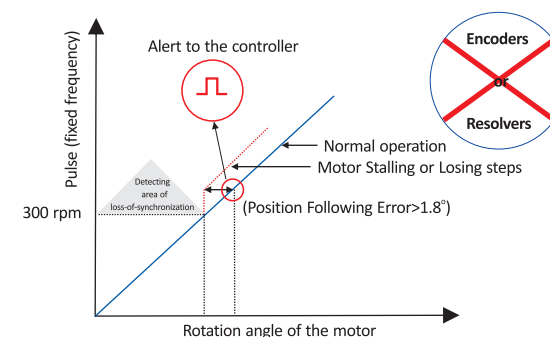 Encoders
or
Resolvers
Alert to the controller
Pulse (fixed frequency)
Normal operation
Motor Stalling or Losing steps
Detecting
area of
loss-of-synchronization
(Position Following Error>1.8°)
300 rpm
Rotation angle of the motor